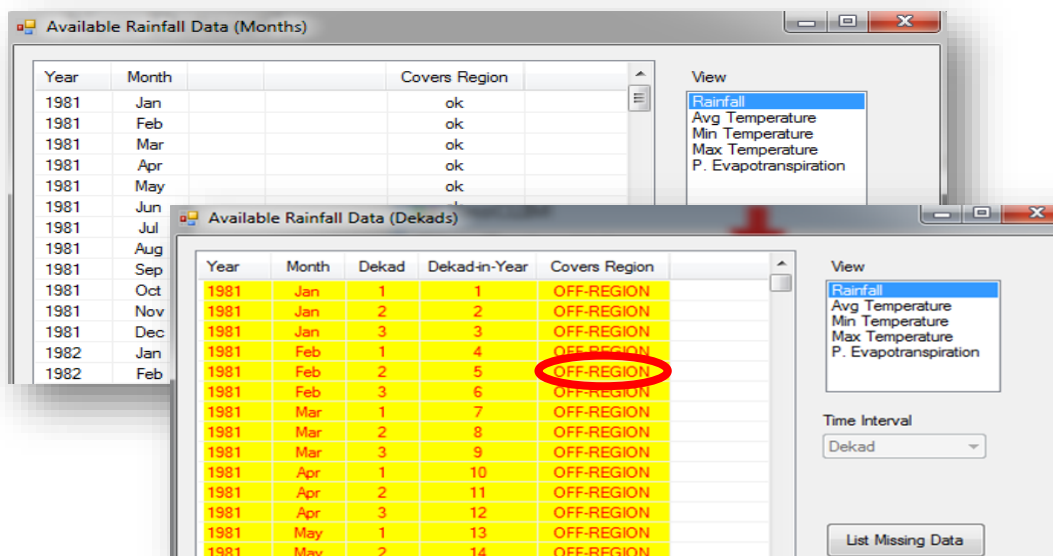 Available Rainfall Data (Months)
Year Month Covers Region
1981 Jan ok
1981 Feb ok
1981 Mar ok
1981 Apr ok
1981 May ok
1981 Jun
1981 Jul
1981 Aug
1981 Sep
1981 Oct
1981 Nov
1981 Dec
1982 Jan
1982 Feb
View
Rainfall
Avg Temperature
Min Temperature
Max Temperature
P. Evapotranspiration
Available Rainfall Data (Dekads)
Year Month Dekad Dekad-in-Year Covers Region
1981 Jan 1 1 OFF-REGION
1981 Jan 2 2 OFF-REGION
1981 Jan 3 3 OFF-REGION
1981 Feb 1 4 OFF-REGION
1981 Feb 2 5 OFF-REGION
1981 Feb 3 6 OFF-REGION
1981 Mar 1 7 OFF-REGION
1981 Mar 2 8 OFF-REGION
1981 Mar 3 9 OFF-REGION
1981 Apr 1 10 OFF-REGION
1981 Apr 2 11 OFF-REGION
1981 Apr 3 12 OFF-REGION
1981 May 1 13 OFF-REGION
1981 May 2 14 OFF-REGION
View
Rainfall
Avg Temperature
Min Temperature
Max Temperature
P. Evapotranspiration
Time Interval
Dekad
List Missing Data